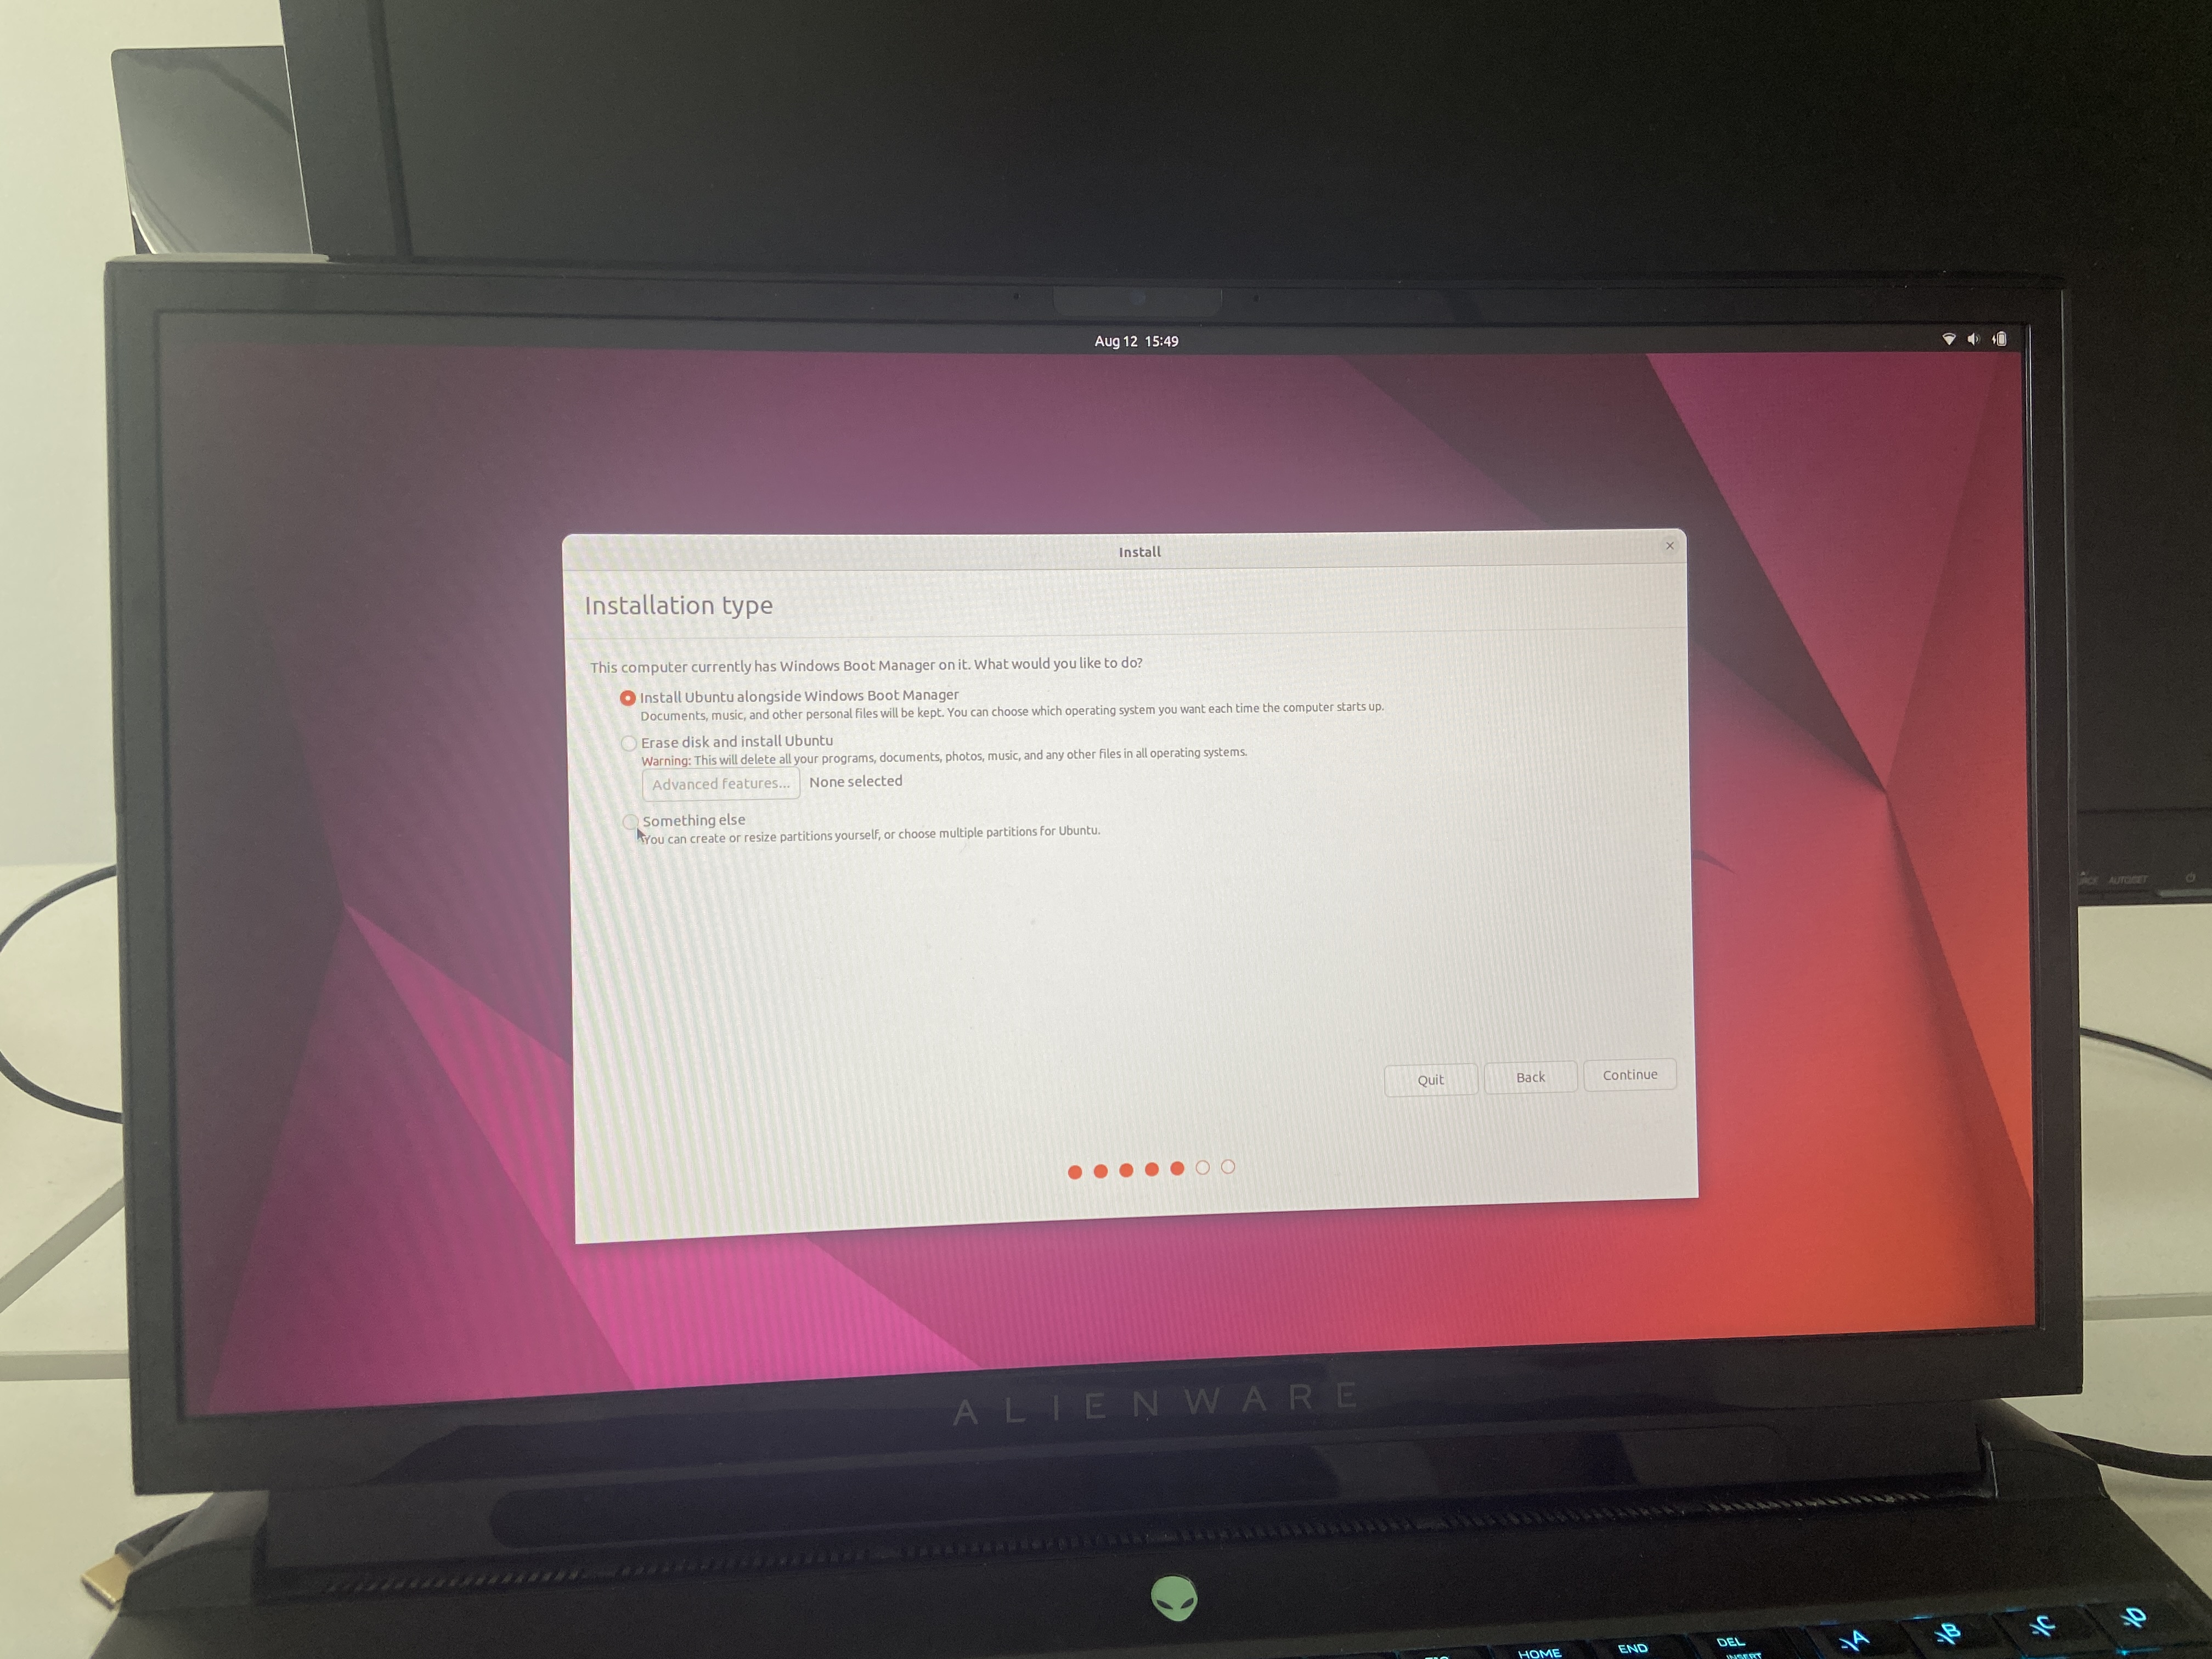 Aug 12 15:49
Install
Installation type
This computer currently has Windows Boot Manager on it. What would you like to do?
Install Ubuntu alongside Windows Boot Manager
Documents, music, and other personal files will be kept. You can choose which operating system you want each time the computer starts up.
Erase disk and install Ubuntu
Warning: This will delete all your programs, documents, photos, music, and any other files in all operating systems.
Advanced features... None selected
Something else
You can create or resize partitions yourself, or choose multiple partitions for Ubuntu.
Quit Back Continue
ALIENWARE
HOME END DEL A B C D
INSERT